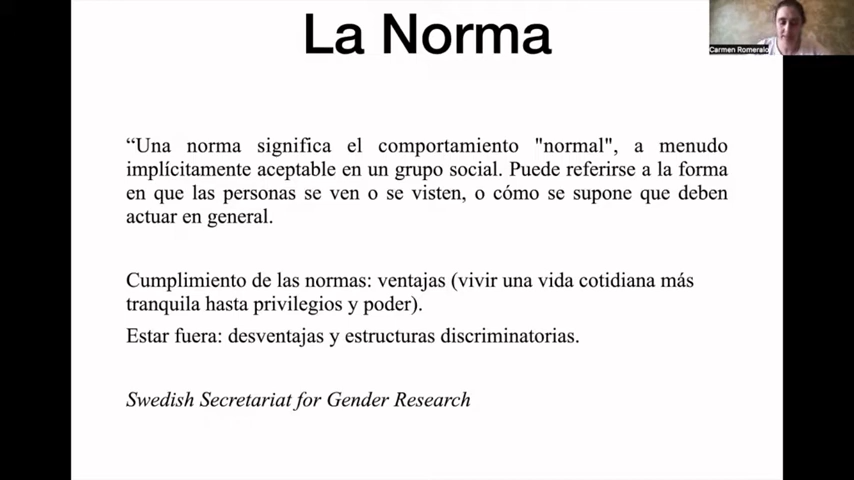 La Norma
Carmen Romeralo
“Una norma significa el comportamiento "normal", a menudo
implícitamente aceptable en un grupo social. Puede referirse a la forma
en que las personas se ven o se visten, o cómo se supone que deben
actuar en general.
Cumplimiento de las normas: ventajas (vivir una vida cotidiana más
tranquila hasta privilegios y poder).
Estar fuera: desventajas y estructuras discriminatorias.
Swedish Secretariat for Gender Research